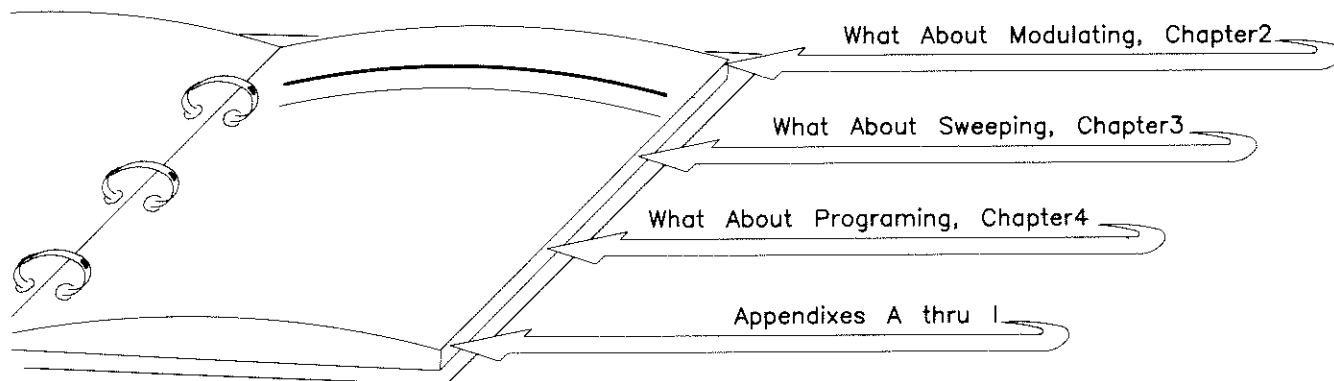 What About Modulating, Chapter2
What About Sweeping, Chapter3
What About Programing, Chapter4
Appendixes A thru I